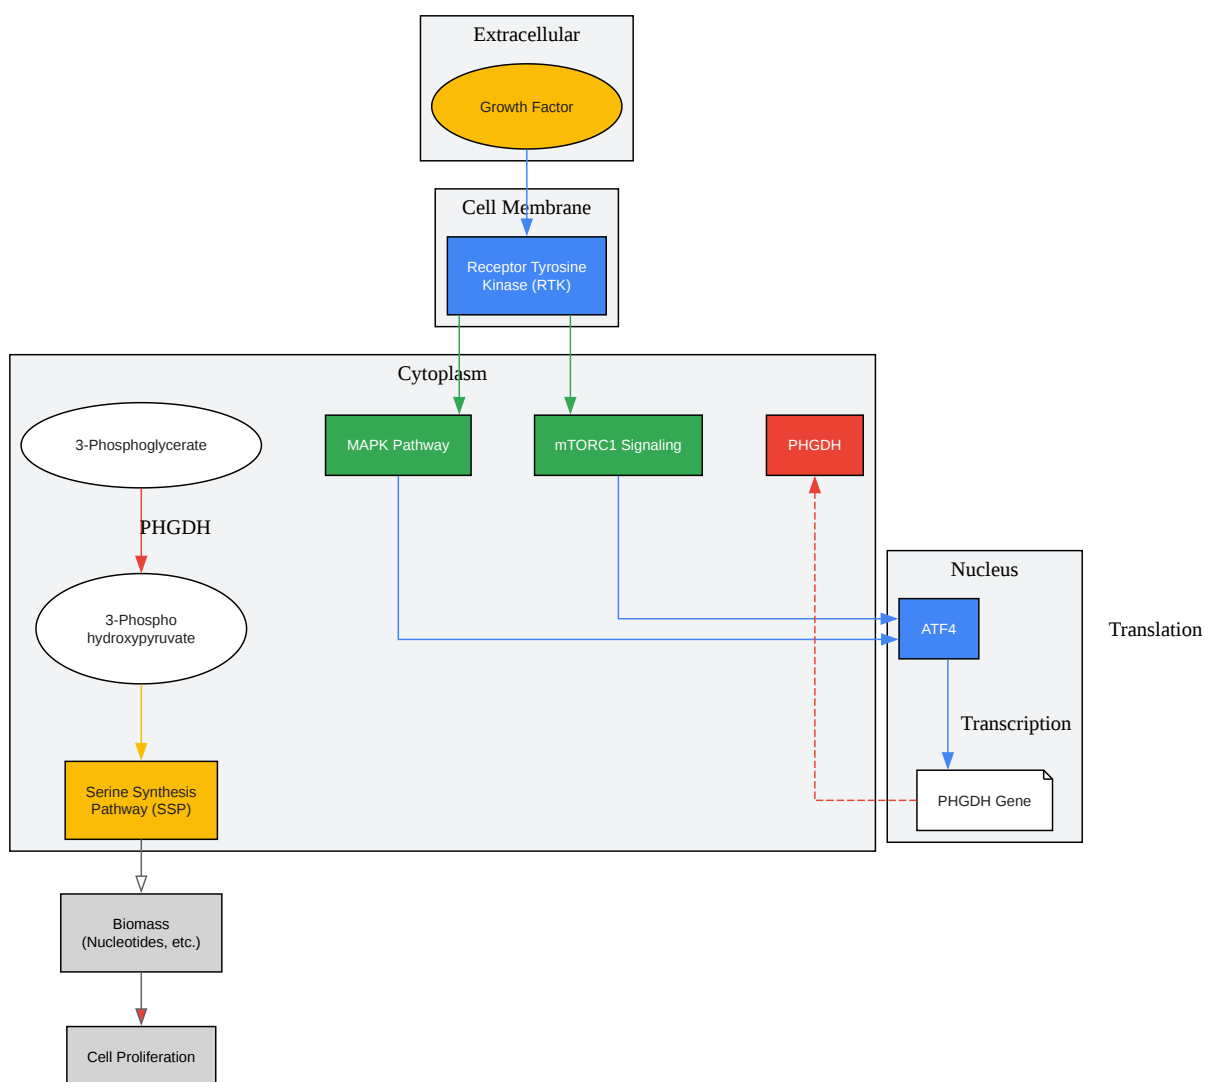 Extracellular
Growth Factor
Cell Membrane
Receptor Tyrosine
Kinase (RTK)
Cytoplasm
3-Phosphoglycerate
MAPK Pathway
mTORC1 Signaling
PHGDH
PHGDH
Nucleus
3-Phospho
hydroxypyruvate
ATF4
Translation
Transcription
Serine Synthesis
Pathway (SSP)
PHGDH Gene
Biomass
(Nucleotides, etc.)
Cell Proliferation